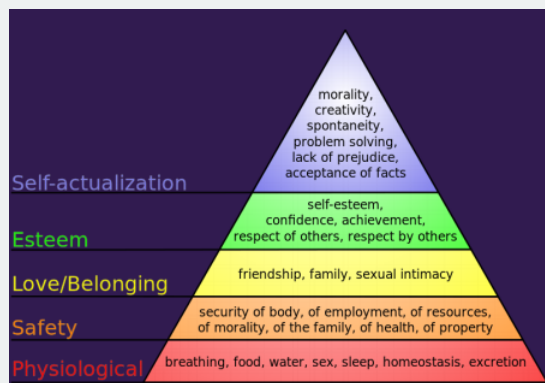 morality,
creativity,
spontaneity,
problem solving,
lack of prejudice,
acceptance of facts
Self-actualization
self-esteem,
confidence, achievement,
respect of others, respect by others
Esteem
friendship, family, sexual intimacy
Love/Belonging
security of body, of employment, of resources,
of morality, of the family, of health, of property
Safety
breathing, food, water, sex, sleep, homeostasis, excretion
Physiological